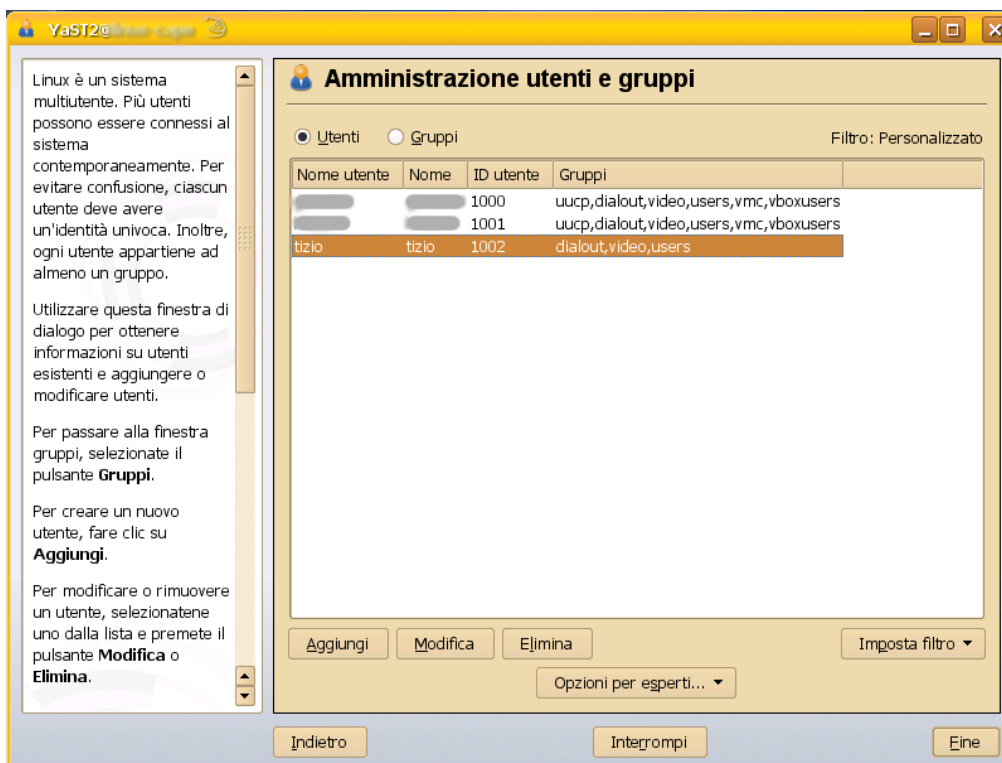 YaST2@
Linux è un sistema
multiutente. Più utenti
possono essere connessi al
sistema
contemporaneamente. Per
evitare confusione, ciascun
utente deve avere
un'identità univoca. Inoltre,
ogni utente appartiene ad
almeno un gruppo.
Utilizzare questa finestra di
dialogo per ottenere
informazioni su utenti
esistenti e aggiungere o
modificare utenti.
Per passare alla finestra
gruppi, selezionate il
pulsante Gruppi.
Per creare un nuovo
utente, fare clic su
Aggiungi.
Per modificare o rimuovere
un utente, selezionatene
uno dalla lista e premete il
pulsante Modifica o
Elimina.
Amministrazione utenti e gruppi
Utenti Gruppi Filtro: Personalizzato
Nome utente Nome ID utente Gruppi
1000 uucp,dialout,video,users,vmc,vboxusers
1001 uucp,dialout,video,users,vmc,vboxusers
tizio tizio 1002 dialout,video,users
Aggiungi Modifica Elimina Imposta filtro
Opzioni per esperti...
Indietro Interrompi Fine